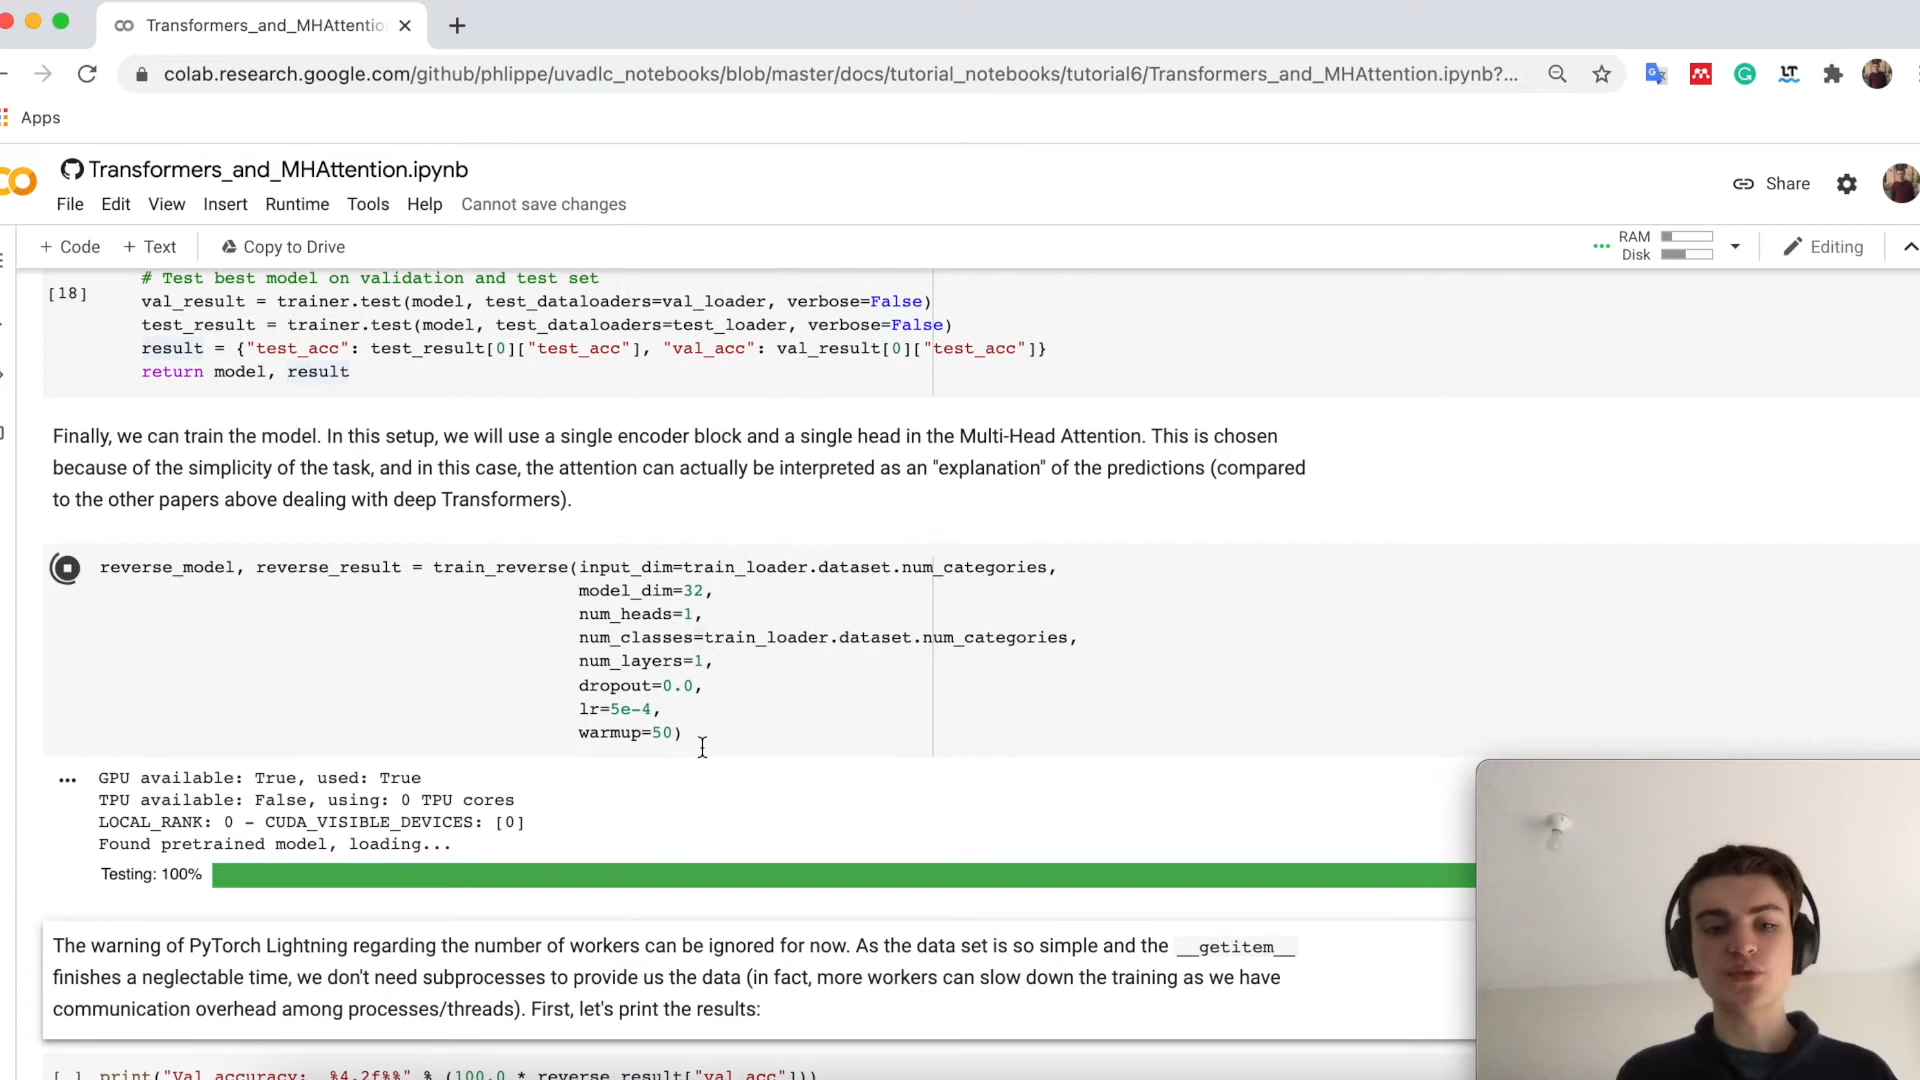 Transformers_and_MHAttentio
colab.research.google.com/github/phlippe/uvadlc_notebooks/blob/master/docs/tutorial_notebooks/tutorial6/Transformers_and_MHAttention.ipynb?...
Apps
Transformers_and_MHAttention.ipynb
File Edit View Insert Runtime Tools Help Cannot save changes
Share
+ Code + Text Copy to Drive
RAM
Disk
Editing
# Test best model on validation and test set
[18]
val_result = trainer.test(model, test_dataloaders=val_loader, verbose=False)
test_result = trainer.test(model, test_dataloaders=test_loader, verbose=False)
result = {"test_acc": test_result[0]["test_acc"], "val_acc": val_result[0]["test_acc"]}
return model, result
Finally, we can train the model. In this setup, we will use a single encoder block and a single head in the Multi-Head Attention. This is chosen
because of the simplicity of the task, and in this case, the attention can actually be interpreted as an "explanation" of the predictions (compared
to the other papers above dealing with deep Transformers).
reverse_model, reverse_result = train_reverse(input_dim=train_loader.dataset.num_categories,
model_dim=32,
num_heads=1,
num_classes=train_loader.dataset.num_categories,
num_layers=1,
dropout=0.0,
lr=5e-4,
warmup=50)
GPU available: True, used: True
TPU available: False, using: 0 TPU cores
LOCAL_RANK: 0 - CUDA_VISIBLE_DEVICES: [0]
Found pretrained model, loading...
Testing: 100%
The warning of PyTorch Lightning regarding the number of workers can be ignored for now. As the data set is so simple and the __getitem__
finishes a neglectable time, we don't need subprocesses to provide us the data (in fact, more workers can slow down the training as we have
communication overhead among processes/threads). First, let's print the results:
[ ] print("Val accuracy: %4.2f%%" % (100.0 * reverse_result["val_acc"]))